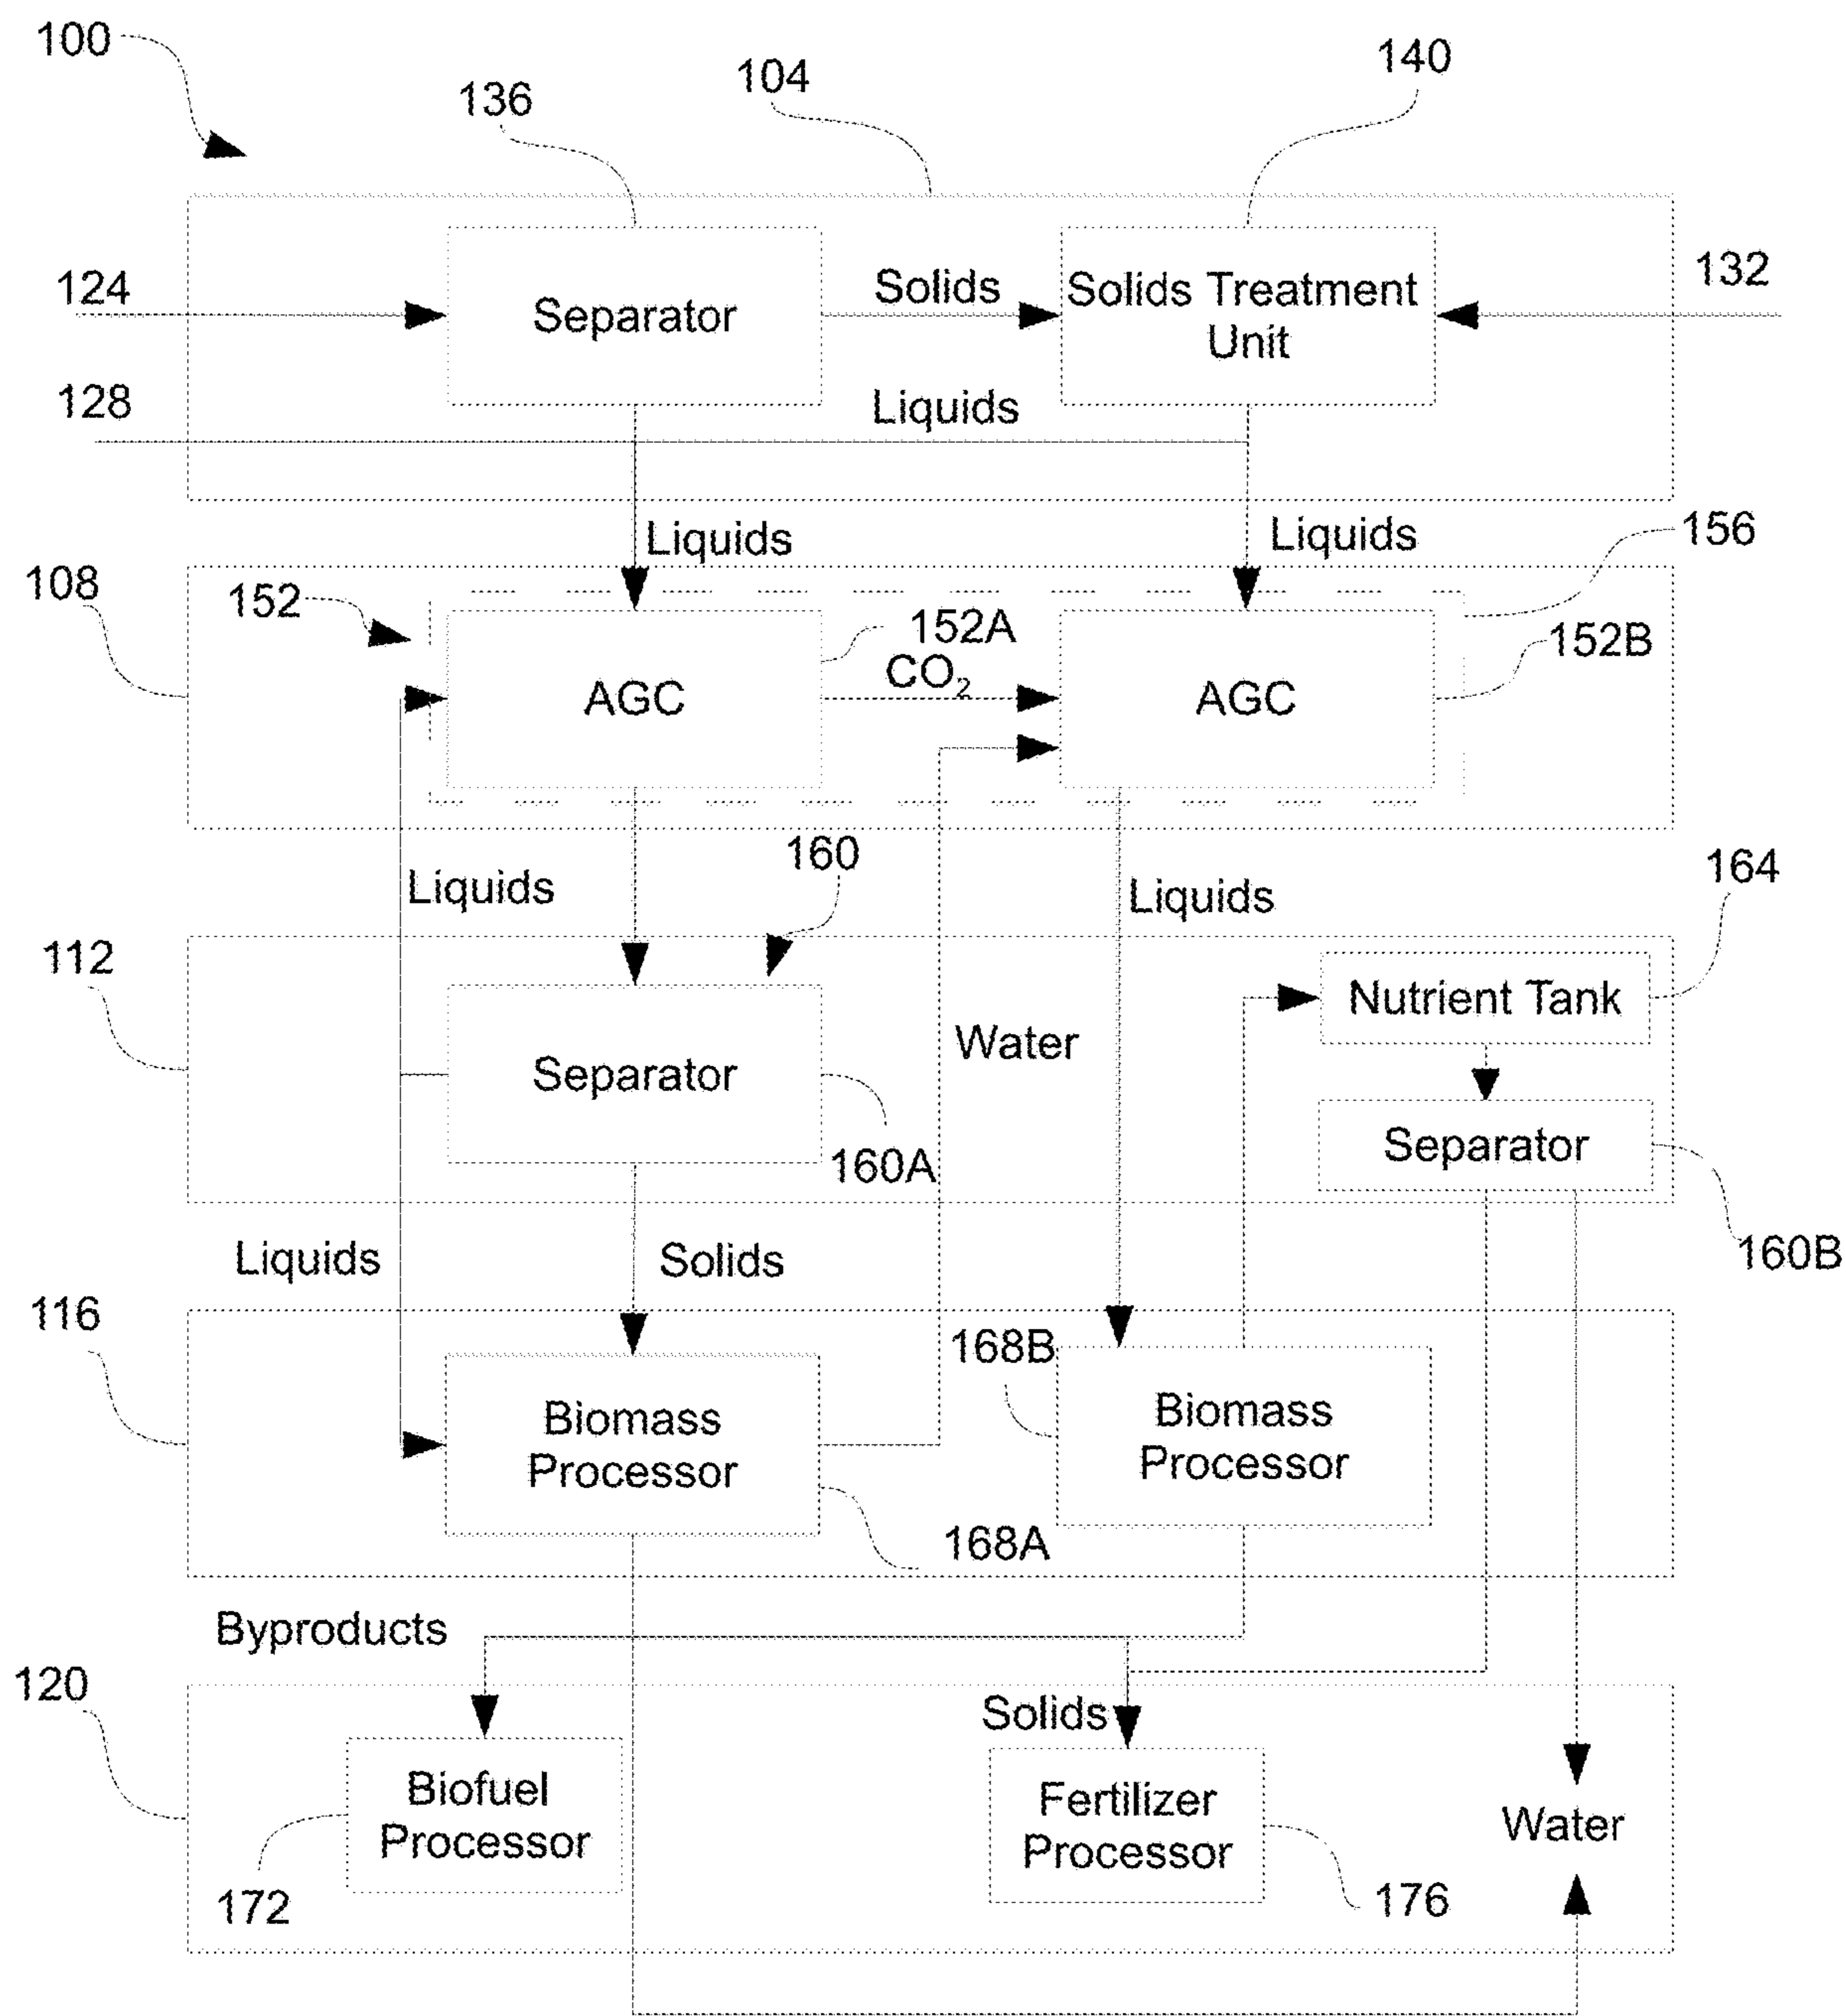 100
136
104
140
124
Separator
Solids
Solids Treatment
Unit
132
128
Liquids
Liquids
Liquids
156
108
152
152A
CO₂
152B
AGC
AGC
160
Liquids
Liquids
164
112
Nutrient Tank
Water
Separator
Separator
160A
160B
Liquids
Solids
116
168B
Biomass
Processor
Biomass
Processor
168A
Byproducts
120
Solids
Biofuel
Processor
Fertilizer
Processor
Water
172
176